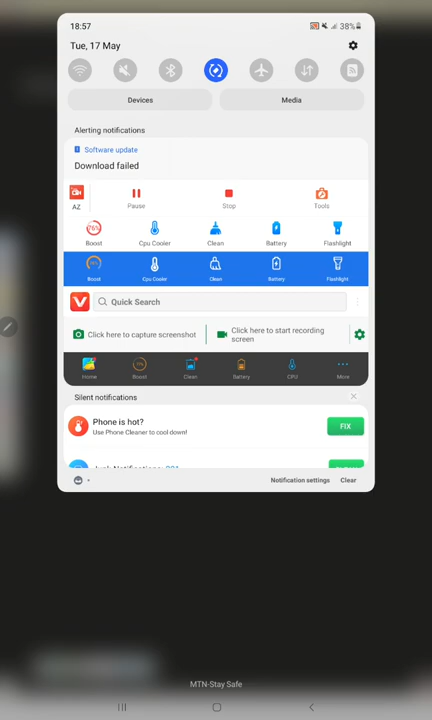 18:57
38%
Tue, 17 May
Devices
Media
Alerting notifications
Software update
Download failed
AZ
Pause
Stop
Tools
76%
Boost
Cpu Cooler
Clean
Battery
Flashlight
Boost
Cpu Cooler
Clean
Battery
Flashlight
V
Quick Search
Click here to capture screenshot
Click here to start recording
screen
Home
Boost
Clean
Battery
CPU
More
Silent notifications
Phone is hot?
Use Phone Cleaner to cool down!
FIX
Notification settings
Clear
MTN-Stay Safe